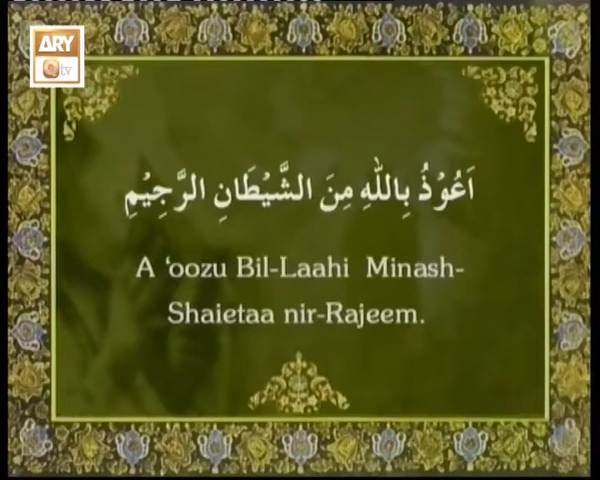 ARY
Qtv
اَعُوْذُ بِاللّٰهِ مِنَ الشَّيْطَانِ الرَّجِيْمِ
A 'oozu Bil-Laahi Minash-
Shaietaa nir-Rajeem.